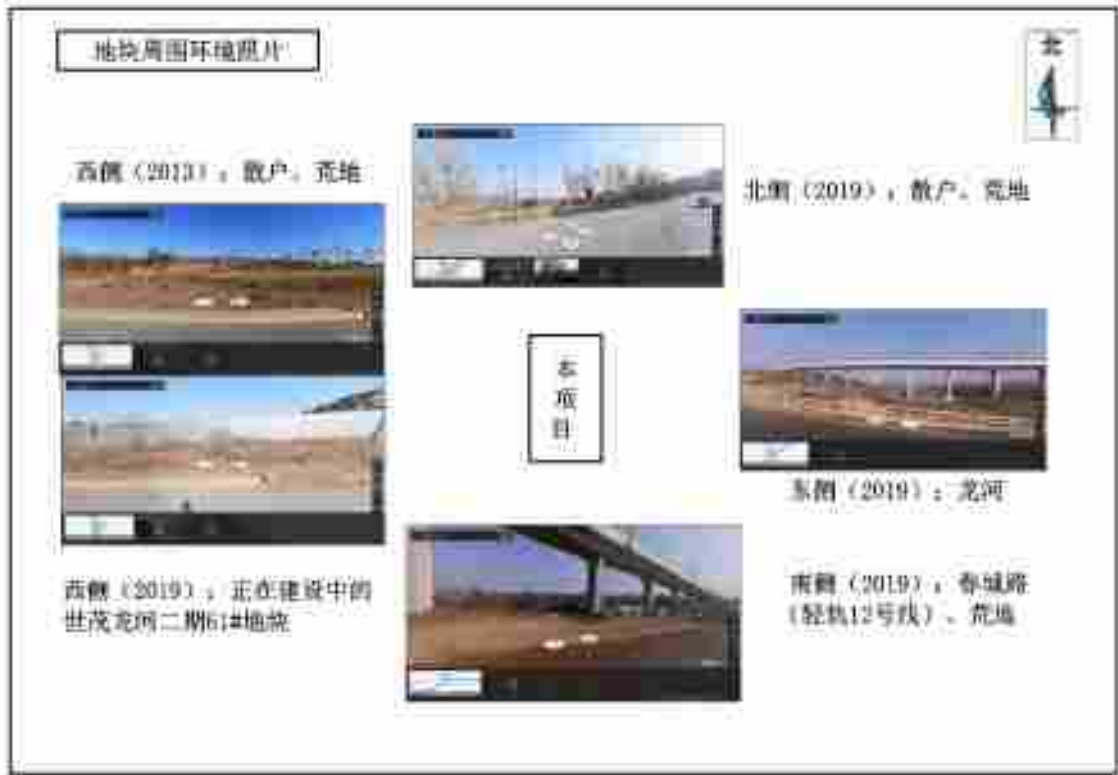 地块周围环境照片
北
西侧（2013）：散户、荒地
北侧（2019）：散户、荒地
本项目
东侧（2019）：龙河
西侧（2019）：正在建设中的
世茂龙河二期61#地块
南侧（2019）：春城路
（轻轨12号线）、荒地